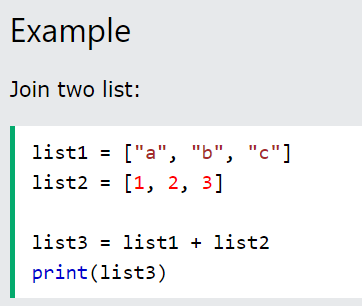 Example
Join two list:
list1 = ["a", "b", "c"]
list2 = [1, 2, 3]
list3 = list1 + list2
print(list3)